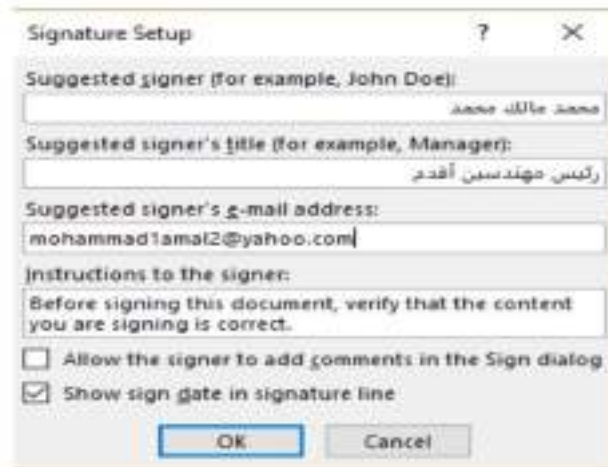 Signature Setup ? ×
Suggested signer (for example, John Doe):
محمد مالك محمد
Suggested signer's title (for example, Manager):
رئيس مهندسين أقدم
Suggested signer's e-mail address:
mohammad1amal2@yahoo.com
Instructions to the signer:
Before signing this document, verify that the content
you are signing is correct.
Allow the signer to add comments in the Sign dialog
Show sign date in signature line
OK Cancel